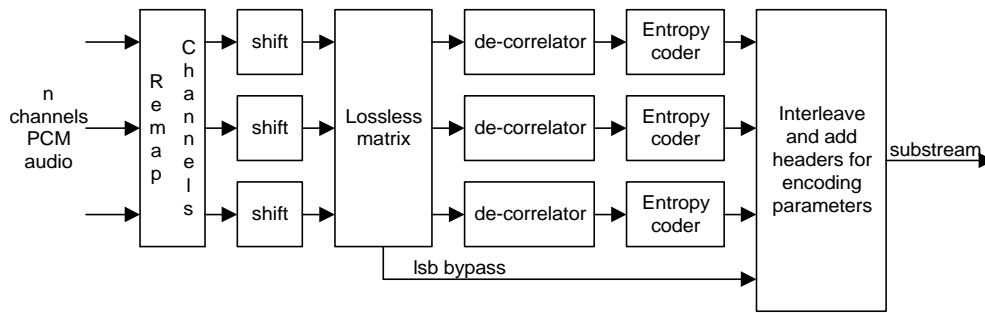 n
channels
PCM
audio
Remap
Channels
shift
shift
shift
Lossless
matrix
de-correlator
de-correlator
de-correlator
Entropy
coder
Entropy
coder
Entropy
coder
Interleave
and add
headers for
encoding
parameters
substream
lsb bypass